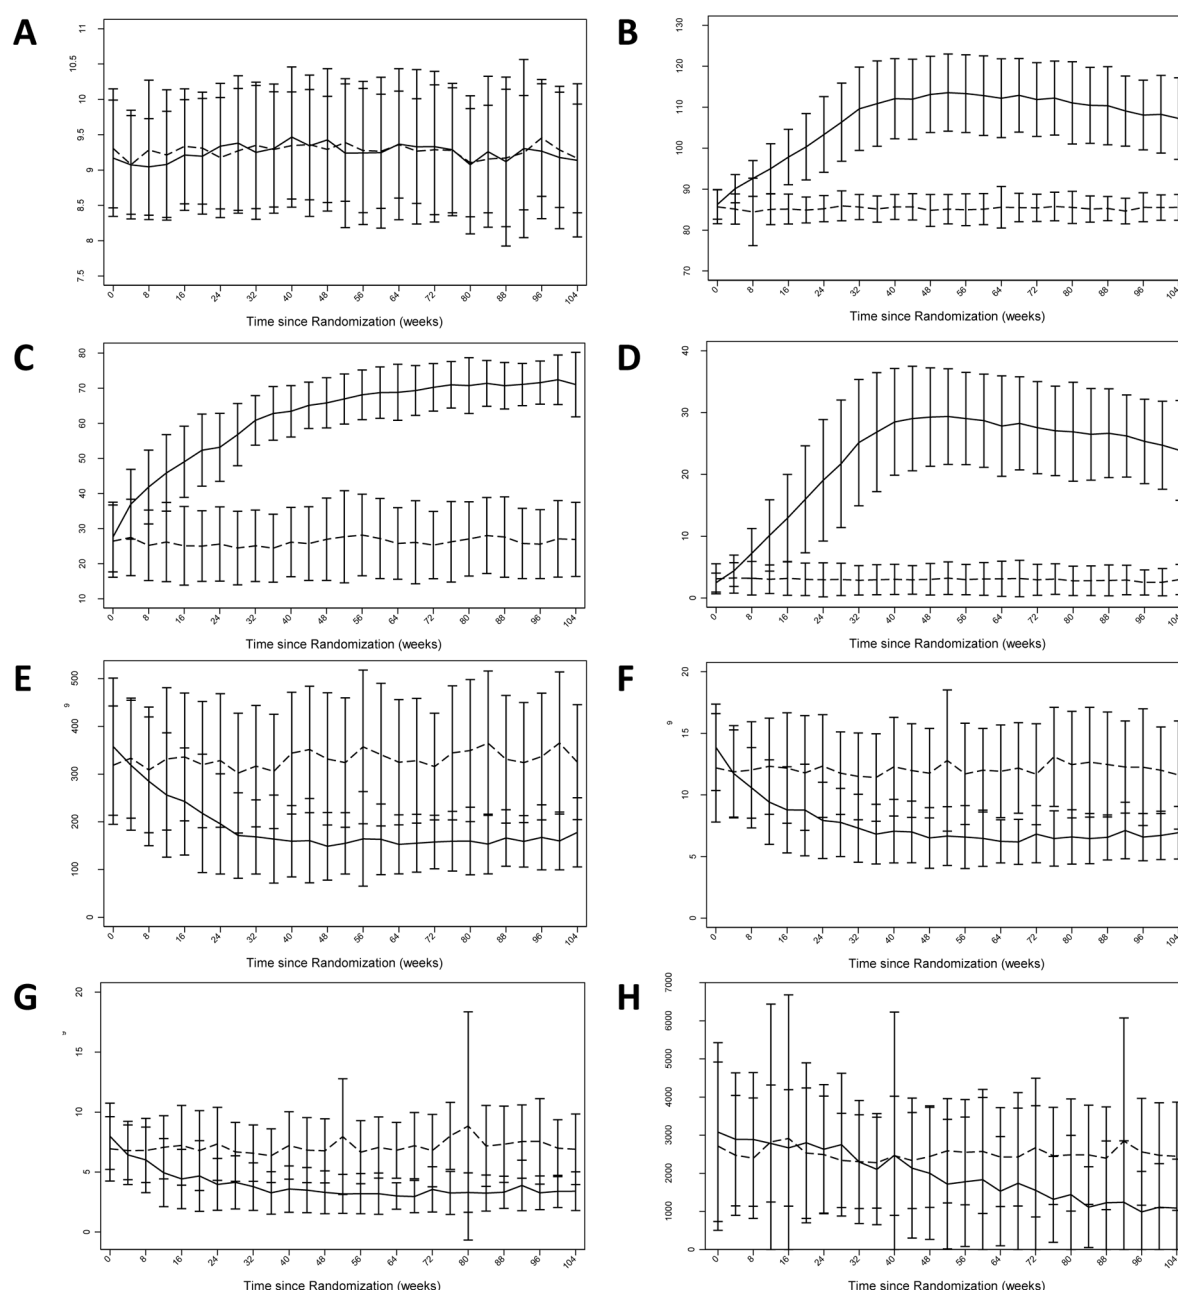 A
7.5 8 8.5 9 9.5 10 10.5 11
0 8 16 24 32 40 48 56 64 72 80 88 96 104
Time since Randomization (weeks)
B
70 80 90 100 110 120 130
0 8 16 24 32 40 48 56 64 72 80 88 96 104
Time since Randomization (weeks)
C
10 20 30 40 50 60 70 80
0 8 16 24 32 40 48 56 64 72 80 88 96 104
Time since Randomization (weeks)
D
0 10 20 30 40
0 8 16 24 32 40 48 56 64 72 80 88 96 104
Time since Randomization (weeks)
E
0 100 200 300 400 500
9
0 8 16 24 32 40 48 56 64 72 80 88 96 104
Time since Randomization (weeks)
F
0 5 10 15 20
9
0 8 16 24 32 40 48 56 64 72 80 88 96 104
Time since Randomization (weeks)
G
0 5 10 15 20
0 8 16 24 32 40 48 56 64 72 80 88 96 104
Time since Randomization (weeks)
H
0 1000 2000 3000 4000 5000 6000 7000
0 8 16 24 32 40 48 56 64 72 80 88 96 104
Time since Randomization (weeks)